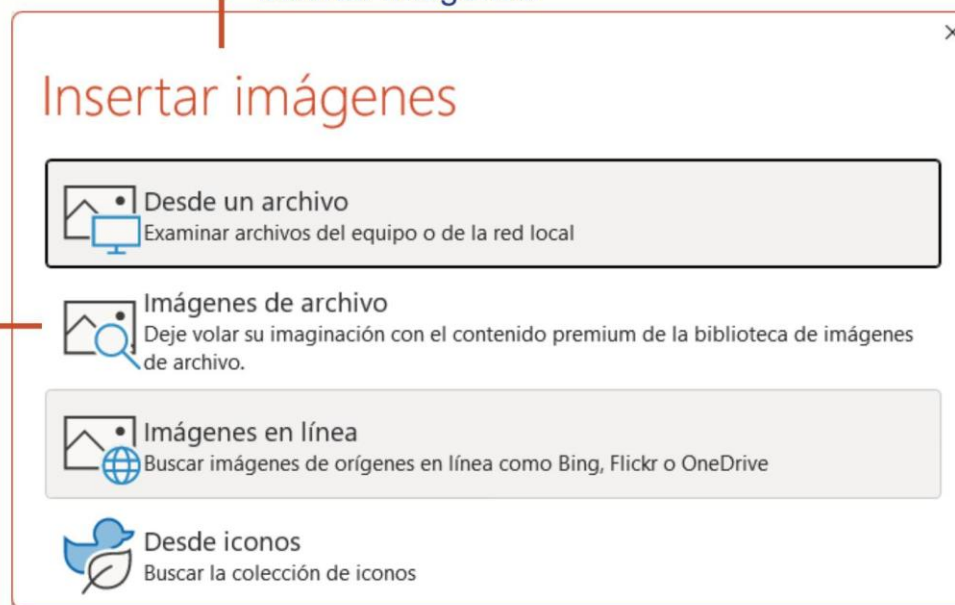 Insertar imágenes
Desde un archivo
Examinar archivos del equipo o de la red local
Imágenes de archivo
Deje volar su imaginación con el contenido premium de la biblioteca de imágenes
de archivo.
Imágenes en línea
Buscar imágenes de orígenes en línea como Bing, Flickr o OneDrive
Desde iconos
Buscar la colección de iconos